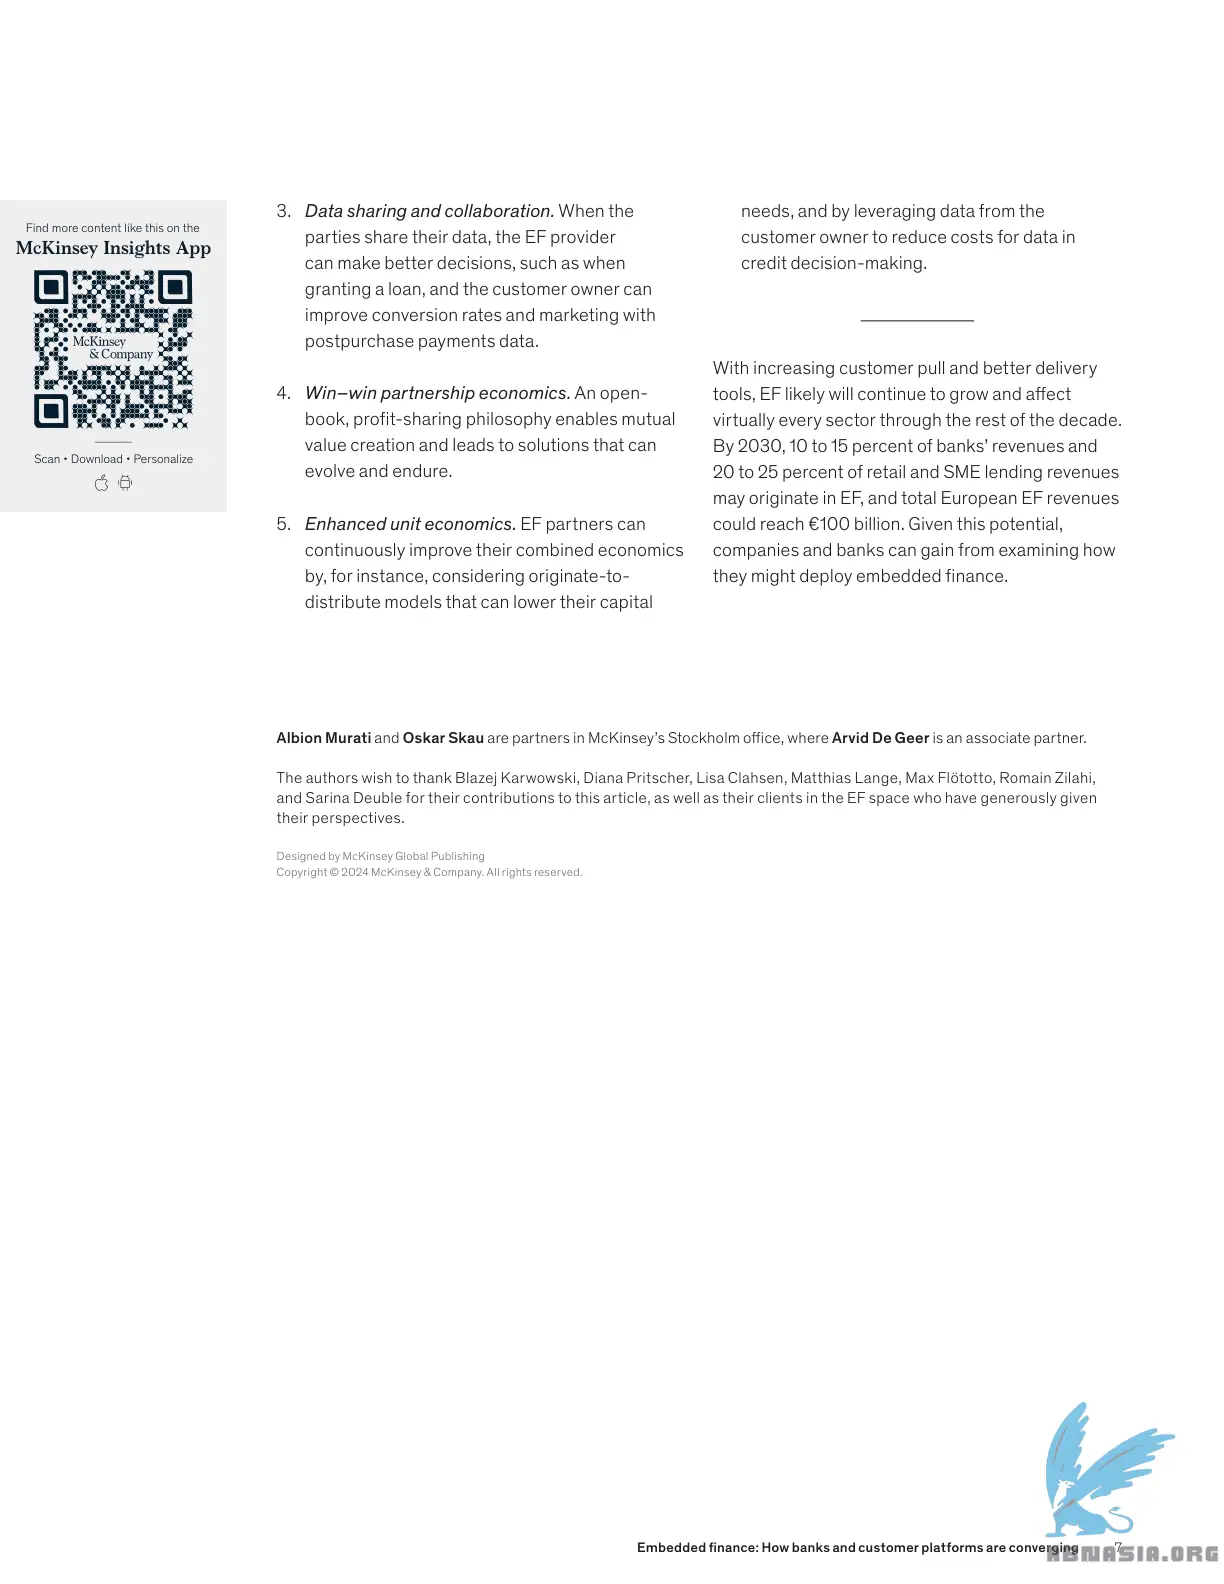 Find more content like this on the
McKinsey Insights App
McKinsey
& Company
Scan • Download • Personalize
3. Data sharing and collaboration. When the
parties share their data, the EF provider
can make better decisions, such as when
granting a loan, and the customer owner can
improve conversion rates and marketing with
postpurchase payments data.
4. Win–win partnership economics. An open-
book, profit-sharing philosophy enables mutual
value creation and leads to solutions that can
evolve and endure.
5. Enhanced unit economics. EF partners can
continuously improve their combined economics
by, for instance, considering originate-to-
distribute models that can lower their capital
needs, and by leveraging data from the
customer owner to reduce costs for data in
credit decision-making.
With increasing customer pull and better delivery
tools, EF likely will continue to grow and affect
virtually every sector through the rest of the decade.
By 2030, 10 to 15 percent of banks’ revenues and
20 to 25 percent of retail and SME lending revenues
may originate in EF, and total European EF revenues
could reach €100 billion. Given this potential,
companies and banks can gain from examining how
they might deploy embedded finance.
Albion Murati and Oskar Skau are partners in McKinsey’s Stockholm office, where Arvid De Geer is an associate partner.
The authors wish to thank Blazej Karwowski, Diana Pritscher, Lisa Clahsen, Matthias Lange, Max Flötotto, Romain Zilahi,
and Sarina Deuble for their contributions to this article, as well as their clients in the EF space who have generously given
their perspectives.
Designed by McKinsey Global Publishing
Copyright © 2024 McKinsey & Company. All rights reserved.
Embedded finance: How banks and customer platforms are converging 7
ABNASIA.ORG